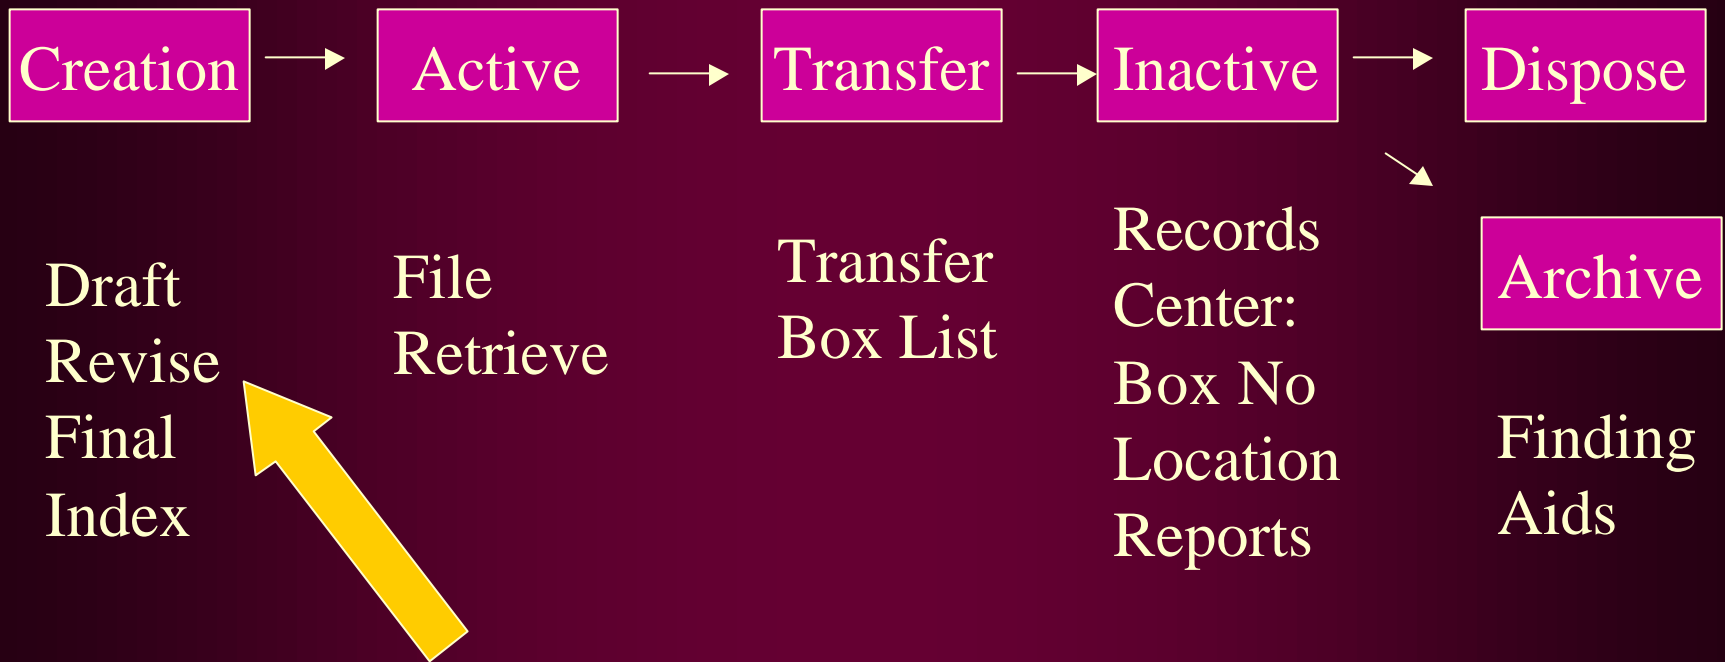 Creation
Active
Transfer
Inactive
Dispose
Archive
Draft
Revise
Final
Index
File
Retrieve
Transfer
Box List
Records
Center:
Box No
Location
Reports
Finding
Aids